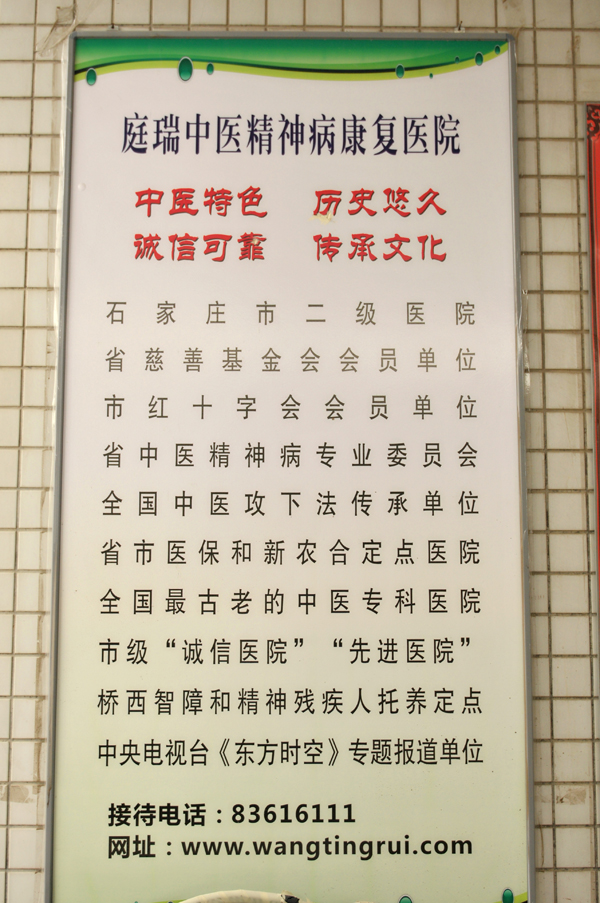 庭瑞中医精神病康复医院
中医特色 历史悠久
诚信可靠 传承文化
石家庄市二级医院
省慈善基金会会员单位
市红十字会会员单位
省中医精神病专业委员会
全国中医攻下法传承单位
省市医保和新农合定点医院
全国最古老的中医专科医院
市级“诚信医院”“先进医院”
桥西智障和精神残疾人托养定点
中央电视台《东方时空》专题报道单位
接待电话：83616111
网址：www.wangtingrui.com